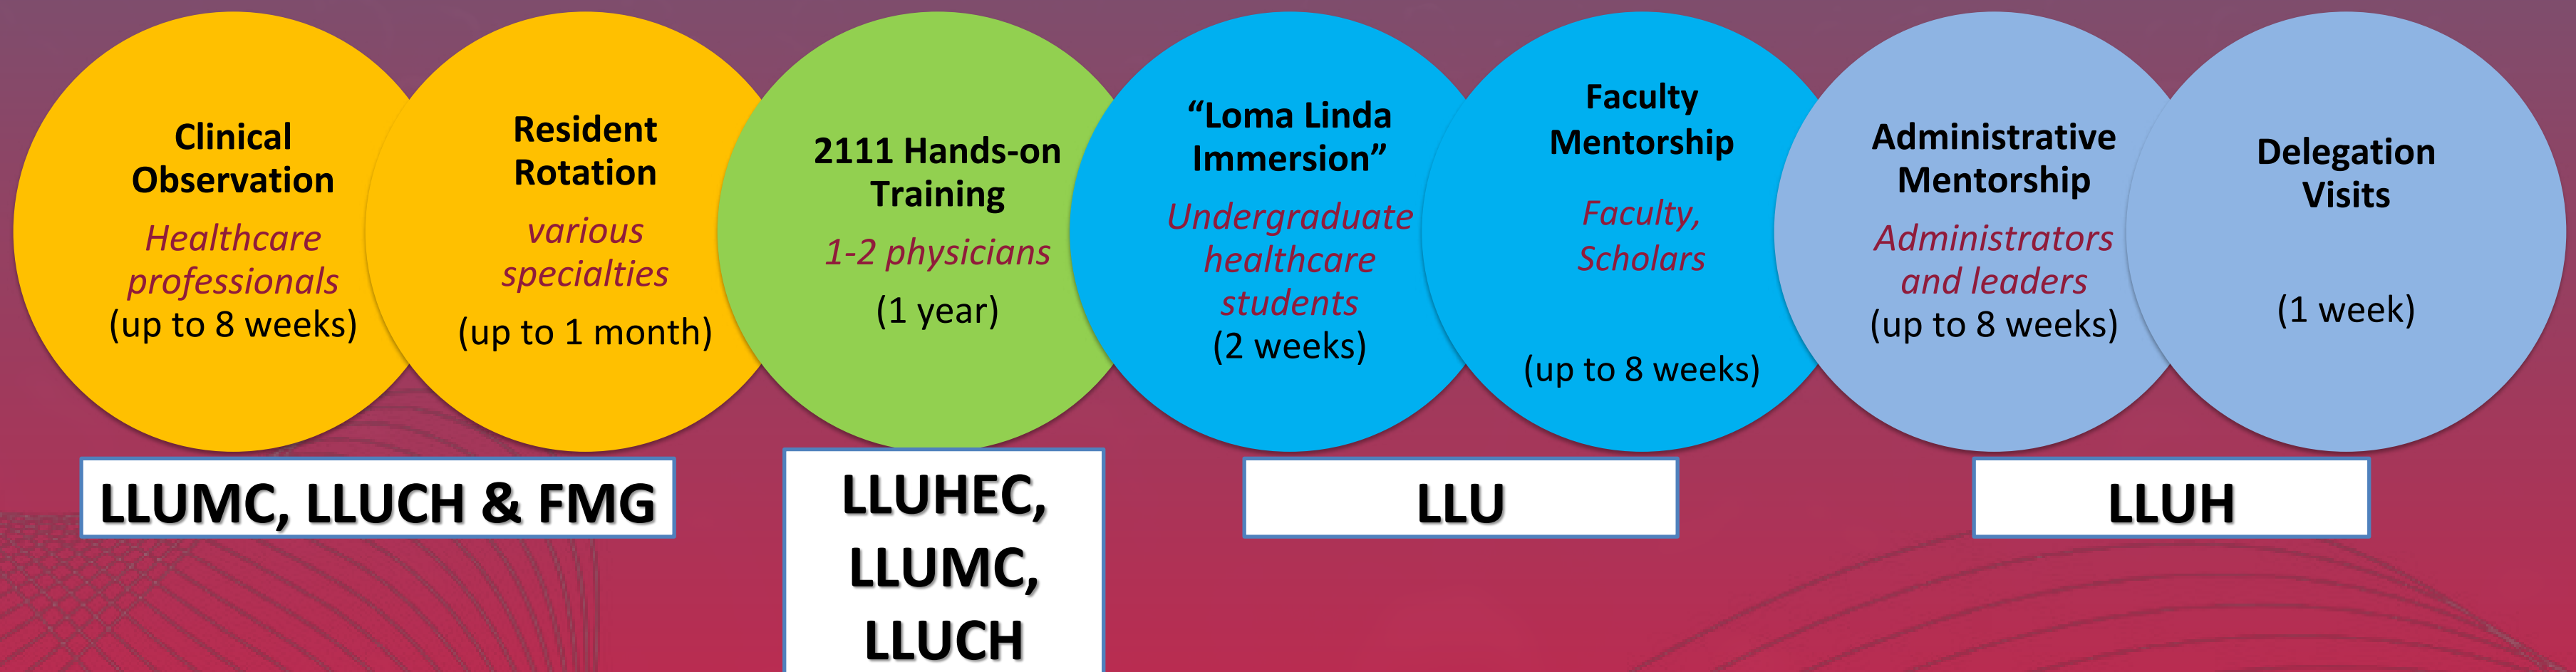 Clinical
Observation
Healthcare
professionals
(up to 8 weeks)
Resident
Rotation
various
specialties
(up to 1 month)
2111 Hands-on
Training
1-2 physicians
(1 year)
“Loma Linda
Immersion”
Undergraduate
healthcare
students
(2 weeks)
Faculty
Mentorship
Faculty,
Scholars
(up to 8 weeks)
Administrative
Mentorship
Administrators
and leaders
(up to 8 weeks)
Delegation
Visits
(1 week)
LLUMC, LLUCH & FMG
LLUHEC,
LLUMC,
LLUCH
LLU
LLUH